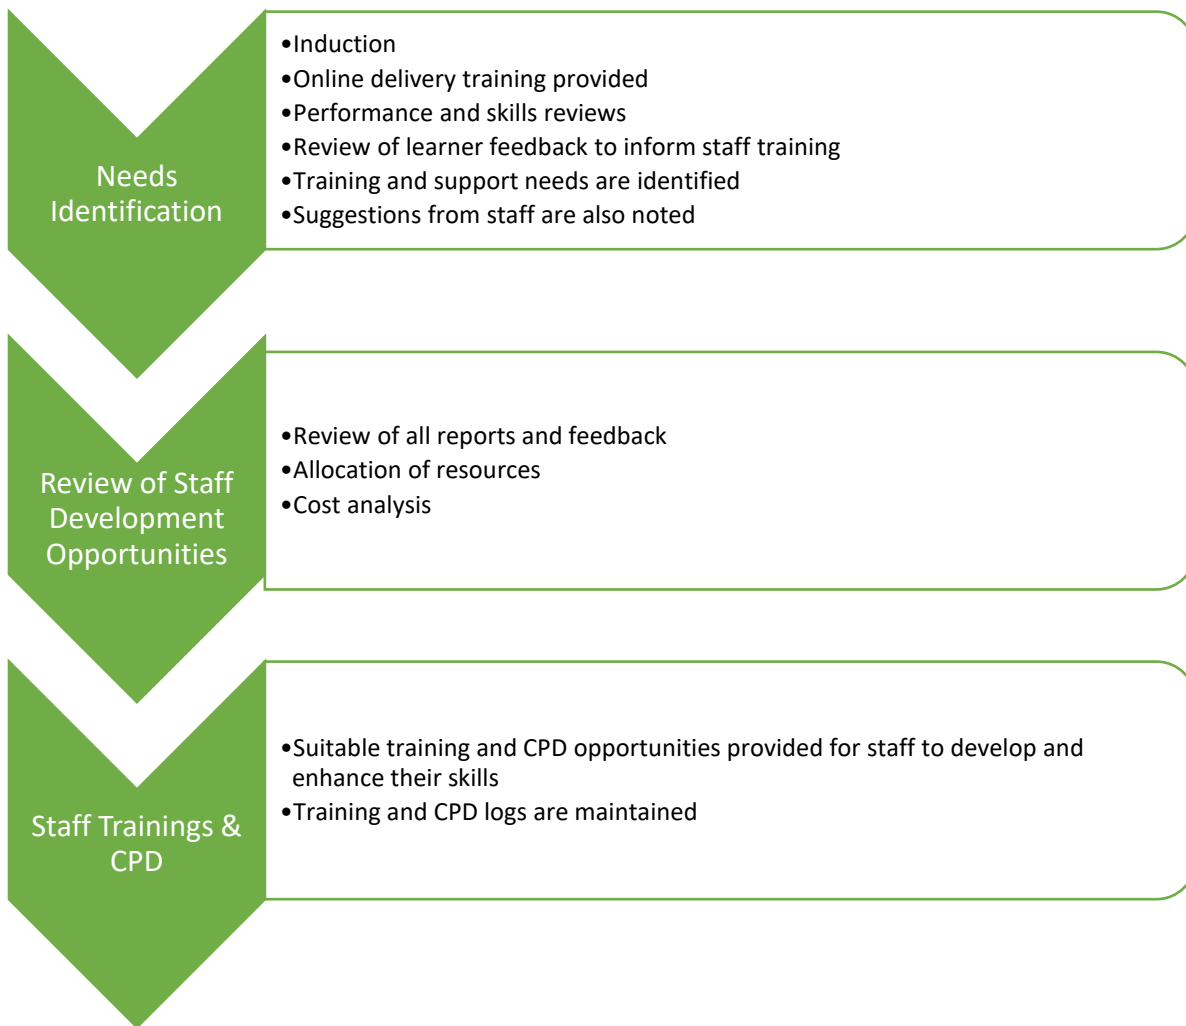 Needs
Identification
•Induction
•Online delivery training provided
•Performance and skills reviews
•Review of learner feedback to inform staff training
•Training and support needs are identified
•Suggestions from staff are also noted
Review of Staff
Development
Opportunities
•Review of all reports and feedback
•Allocation of resources
•Cost analysis
Staff Trainings &
CPD
•Suitable training and CPD opportunities provided for staff to develop and
enhance their skills
•Training and CPD logs are maintained